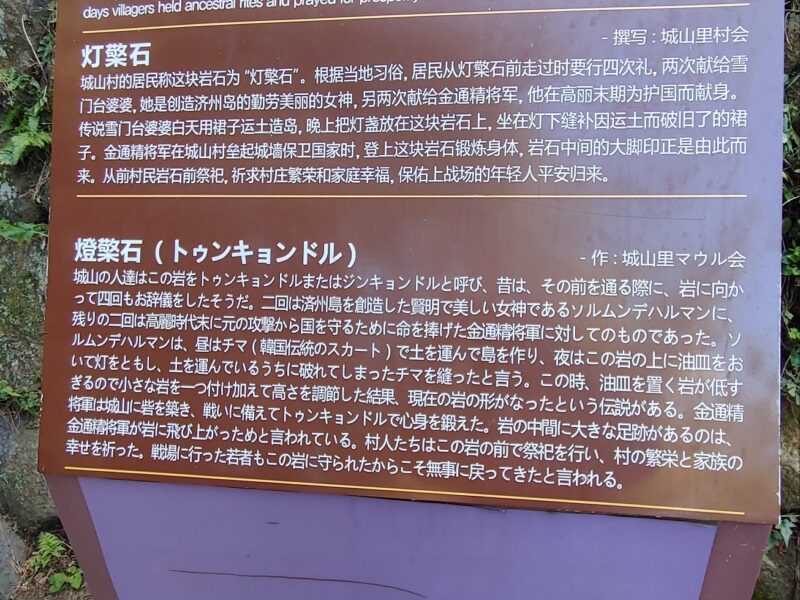 days villagers held ancestral rites and prayed for prosperity
灯檠石
- 撰写 : 城山里村会
城山村的居民称这块岩石为 "灯檠石"。根据当地习俗, 居民从灯檠石前走过时要行四次礼, 两次献给雪
门台婆婆, 她是创造济州岛的勤劳美丽的女神, 另两次献给金通精将军, 他在高丽末期为护国而献身。
传说雪门台婆婆白天用裙子运土造岛, 晚上把灯盏放在这块岩石上, 坐在灯下缝补因运土而破旧了的裙
子。金通精将军在城山村垒起城墙保卫国家时, 登上这块岩石锻炼身体, 岩石中间的大脚印正是由此而
来。从前村民岩石前祭祀, 祈求村庄繁荣和家庭幸福, 保佑上战场的年轻人平安归来。
燈檠石 ( トゥンキョンドル )
- 作 : 城山里マウル会
城山の人達はこの岩をトゥンキョンドルまたはジンキョンドルと呼び、昔は、その前を通る際に、岩に向か
って四回もお辞儀をしたそうだ。二回は済州島を創造した賢明で美しい女神であるソルムンデハルマンに、
残りの二回は高麗時代末に元の攻撃から国を守るために命を捧げた金通精将軍に対してのものであった。ソ
ルムンデハルマンは、昼はチマ ( 韓国伝統のスカート ) で土を運んで島を作り、夜はこの岩の上に油皿をお
いて灯をともし、土を運んでいるうちに破れてしまったチマを縫ったと言う。この時、油皿を置く岩が低す
ぎるので小さな岩を一つ付け加えて高さを調節した結果、現在の岩の形がなったという伝説がある。金通精
将軍は城山に砦を築き、戦いに備えてトゥンキョンドルで心身を鍛えた。岩の中間に大きな足跡があるのは、
金通精将軍が岩に飛び上がっためと言われている。村人たちはこの岩の前で祭祀を行い、村の繁栄と家族の
幸せを祈った。戦場に行った若者もこの岩に守られたからこそ無事に戻ってきたと言われる。